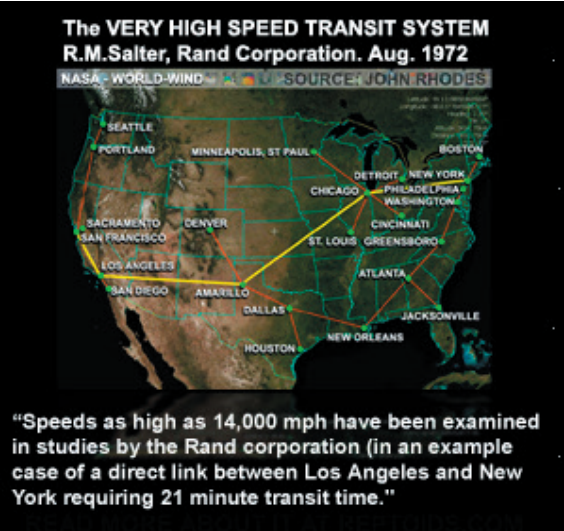 The VERY HIGH SPEED TRANSIT SYSTEM
R.M.Salter, Rand Corporation. Aug. 1972
NASA - WORLD-WIND
SOURCE: JOHN RHODES
SEATTLE
PORTLAND
MINNEAPOLIS, ST PAUL
BOSTON
DETROIT
NEW YORK
CHICAGO
PHILADELPHIA
WASHINGTON
SACRAMENTO
DENVER
CINCINNATI
SAN FRANCISCO
ST. LOUIS
GREENSBORO
LOS ANGELES
ATLANTA
SAN DIEGO
AMARILLO
DALLAS
JACKSONVILLE
NEW ORLEANS
HOUSTON
“Speeds as high as 14,000 mph have been examined
in studies by the Rand corporation (in an example
case of a direct link between Los Angeles and New
York requiring 21 minute transit time.”